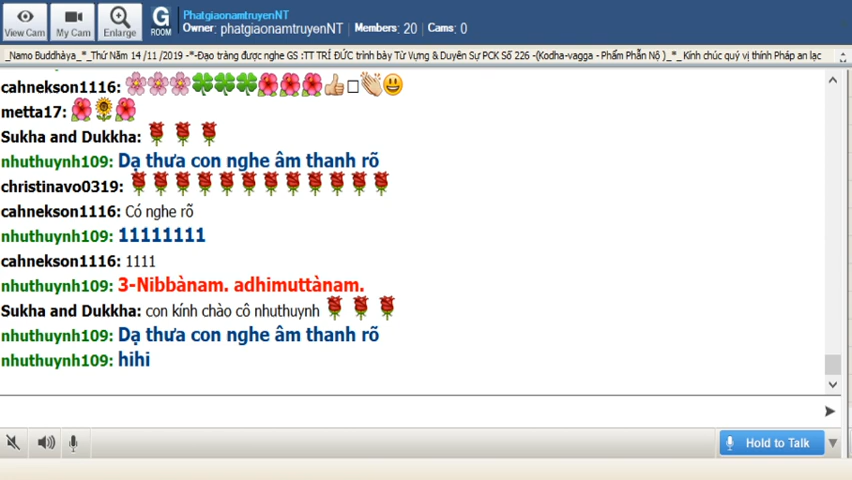 View Cam
My Cam
Enlarge
G
ROOM
PhatgiaonamtruyenNT
Owner: phatgiaonamtruyenNT Members: 20 Cams: 0
_Namo Buddhàya_*_Thứ Năm 14 /11 /2019 -*-Đạo tràng được nghe GS :TT TRÍ ĐỨC trình bày Từ Vựng & Duyên Sự PCK Số 226 -(Kodha-vagga - Phẩm Phẫn Nộ )_*_ Kính chúc quý vị thính Pháp an lạc
cahnekson1116:
metta17:
Sukha and Dukkha:
nhuthuynh109: Dạ thưa con nghe âm thanh rõ
christinavo0319:
cahnekson1116: Có nghe rõ
nhuthuynh109: 11111111
cahnekson1116: 1111
nhuthuynh109: 3-Nibbànam. adhimuttànam.
Sukha and Dukkha: con kính chào cô nhuthuynh
nhuthuynh109: Dạ thưa con nghe âm thanh rõ
nhuthuynh109: hihi
Hold to Talk